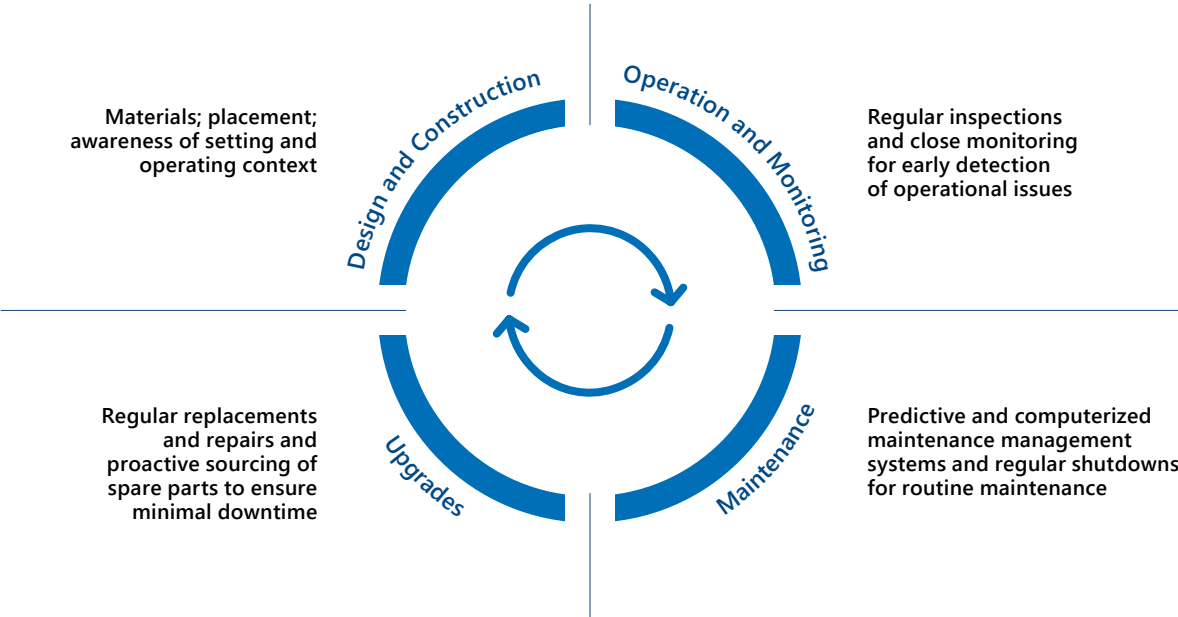 Design and Construction
Materials; placement;
awareness of setting and
operating context
Operation and Monitoring
Regular inspections
and close monitoring
for early detection
of operational issues
Maintenance
Predictive and computerized
maintenance management
systems and regular shutdowns
for routine maintenance
Upgrades
Regular replacements
and repairs and
proactive sourcing of
spare parts to ensure
minimal downtime